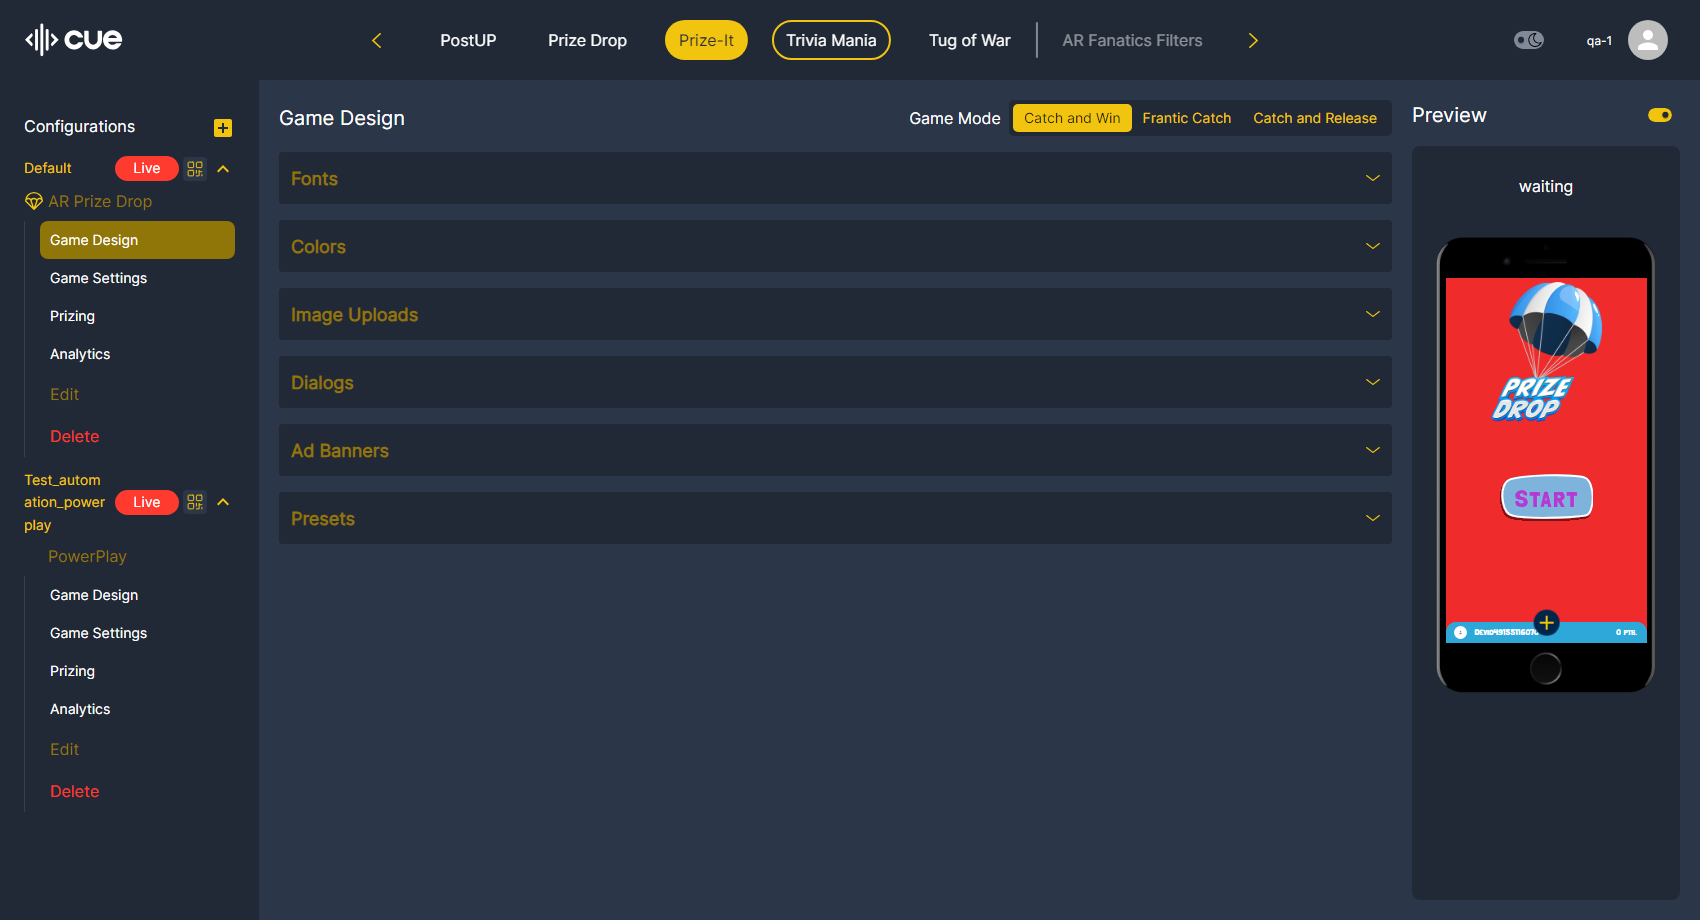 cue
PostUP
Prize Drop
Prize-It
Trivia Mania
Tug of War
AR Fanatics Filters
qa-1
Configurations
Default
Live
AR Prize Drop
Game Design
Game Settings
Prizing
Analytics
Edit
Delete
Test_autom
ation_power
play
Live
PowerPlay
Game Design
Game Settings
Prizing
Analytics
Edit
Delete
Game Design
Game Mode
Catch and Win
Frantic Catch
Catch and Release
Fonts
Colors
Image Uploads
Dialogs
Ad Banners
Presets
Preview
waiting
PRIZE
DROP
START
0 PTS.